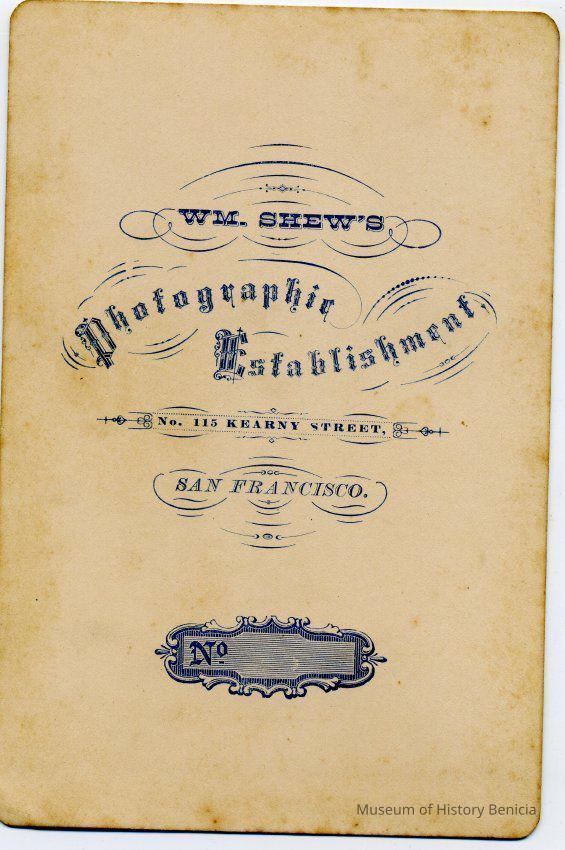 WM. SHEW'S
Photographic
Establishment,
No. 115 KEARNY STREET,
SAN FRANCISCO.
No.
Museum of History Benicia